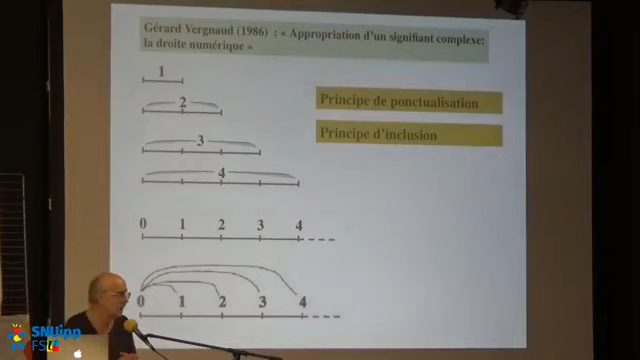 Gérard Vergnaud (1986) : « Appropriation d'un signifiant complexe:
la droite numérique »
1
2
3
4
Principe de ponctualisation
Principe d'inclusion
0 1 2 3 4
0 1 2 3 4
SNUipp
FSU